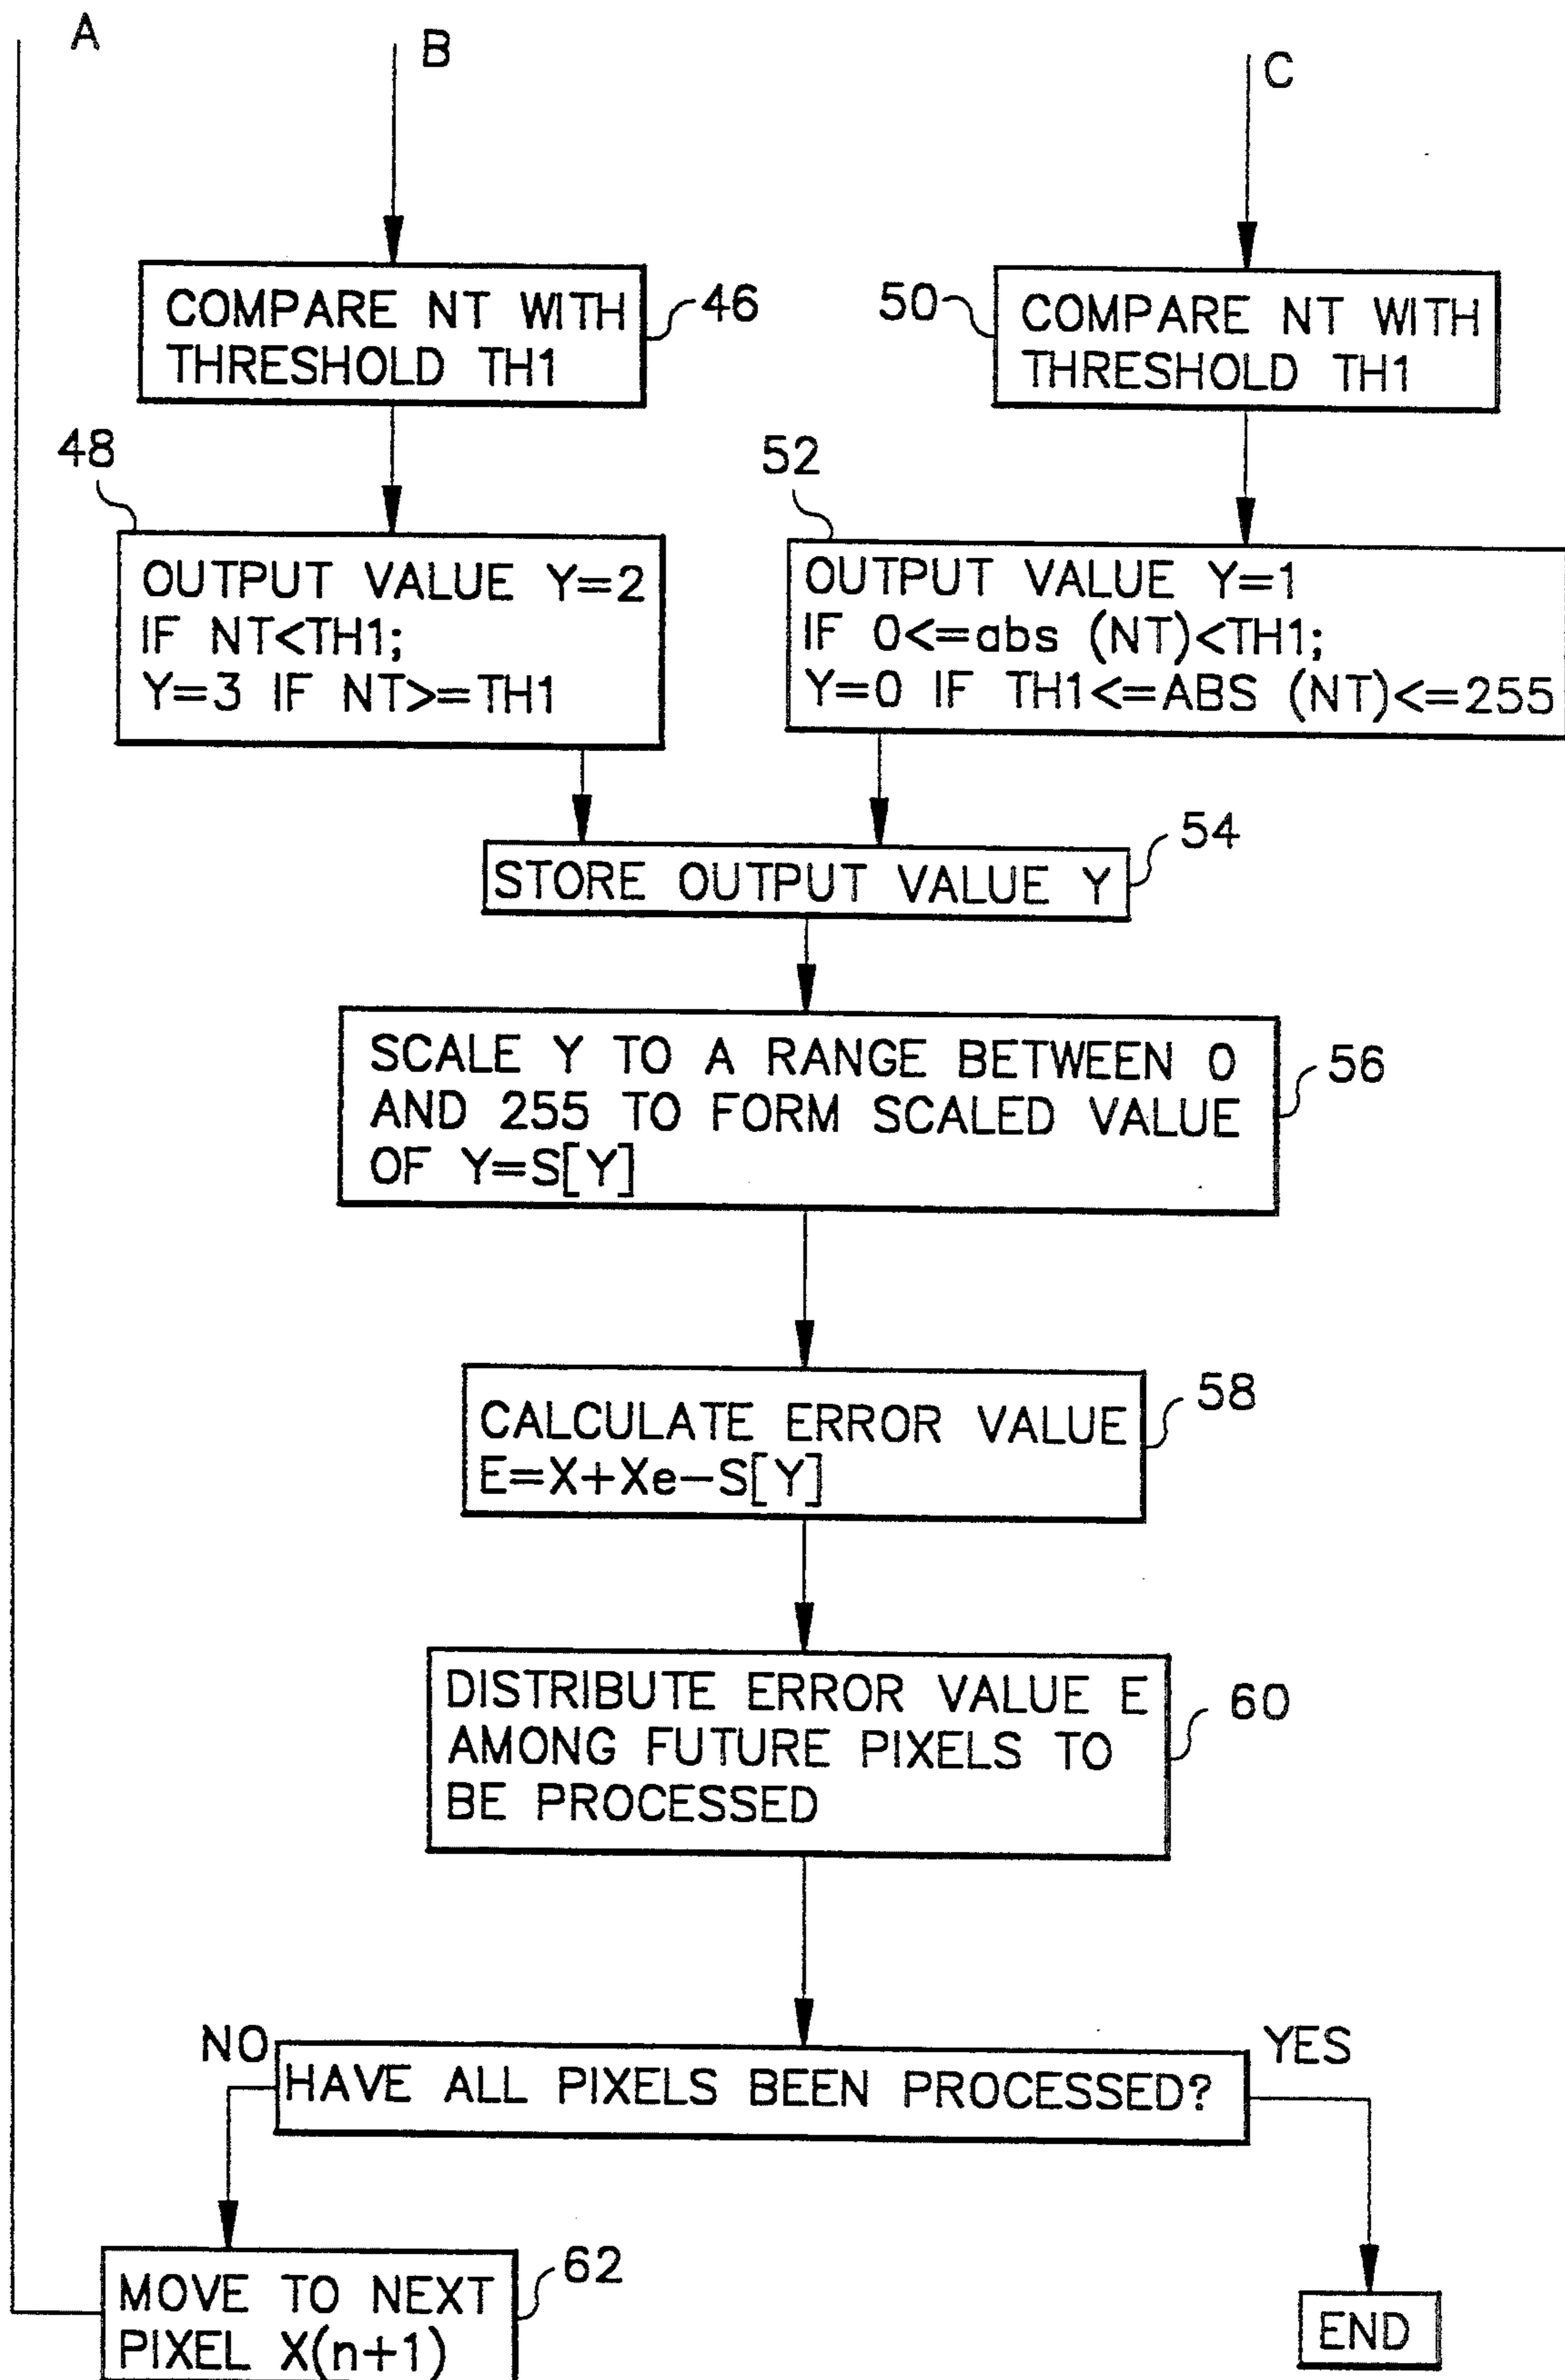 A
B
C
COMPARE NT WITH
THRESHOLD TH1
46
50
COMPARE NT WITH
THRESHOLD TH1
48
OUTPUT VALUE Y=2
IF NT<TH1;
Y=3 IF NT>=TH1
52
OUTPUT VALUE Y=1
IF 0<=abs (NT)<TH1;
Y=0 IF TH1<=ABS (NT)<=255
54
STORE OUTPUT VALUE Y
SCALE Y TO A RANGE BETWEEN 0
AND 255 TO FORM SCALED VALUE
OF Y=S[Y]
56
CALCULATE ERROR VALUE
E=X+Xe-S[Y]
58
DISTRIBUTE ERROR VALUE E
AMONG FUTURE PIXELS TO
BE PROCESSED
60
NO
HAVE ALL PIXELS BEEN PROCESSED?
YES
MOVE TO NEXT
PIXEL X(n+1)
62
END